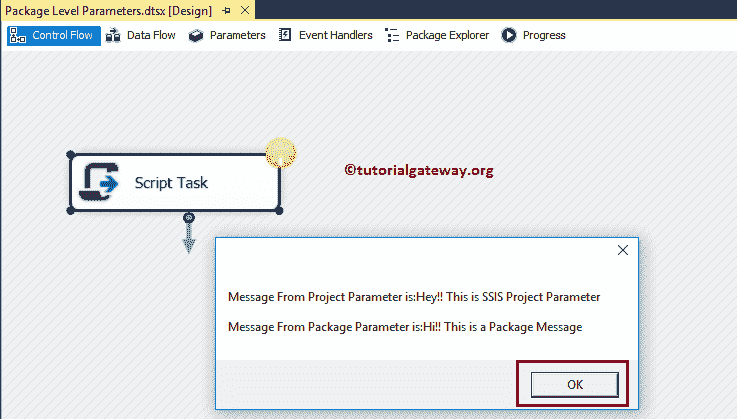 Package Level Parameters.dtsx [Design]
Control Flow Data Flow Parameters Event Handlers Package Explorer Progress
Script Task
©tutorialgateway.org
Message From Project Parameter is:Hey!! This is SSIS Project Parameter
Message From Package Parameter is:Hi!! This is a Package Message
OK